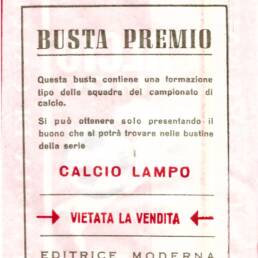 BUSTA PREMIO
Questa busta contiene una formazione
tipo delle squadre del campionato di
calcio.
Si può ottenere solo presentando il
buono che si potrà trovare nelle bustine
della serie
CALCIO LAMPO
VIETATA LA VENDITA
EDITRICE MODERNA